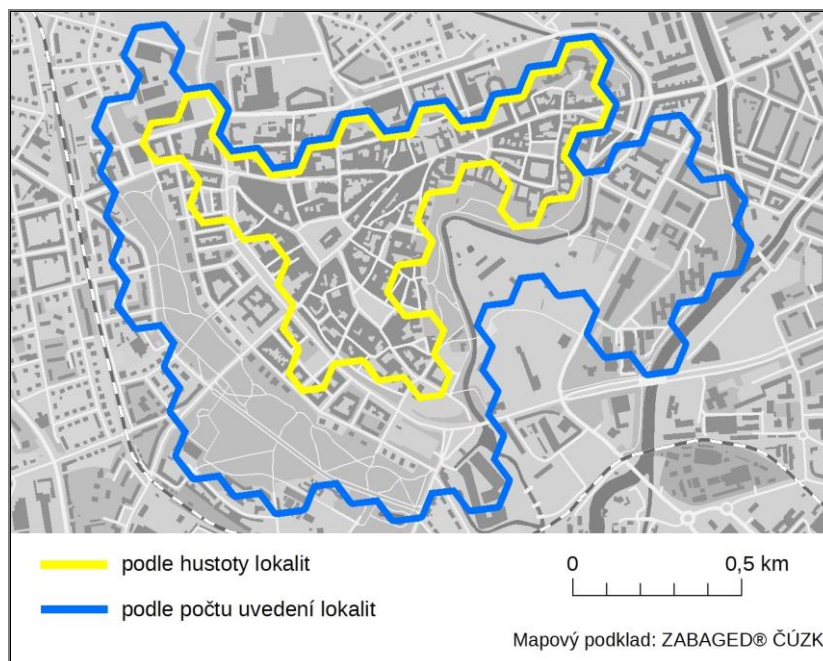 podle hustoty lokalit
podle počtu uvedení lokalit
0 0,5 km
Mapový podklad: ZABAGED® ČÚZK